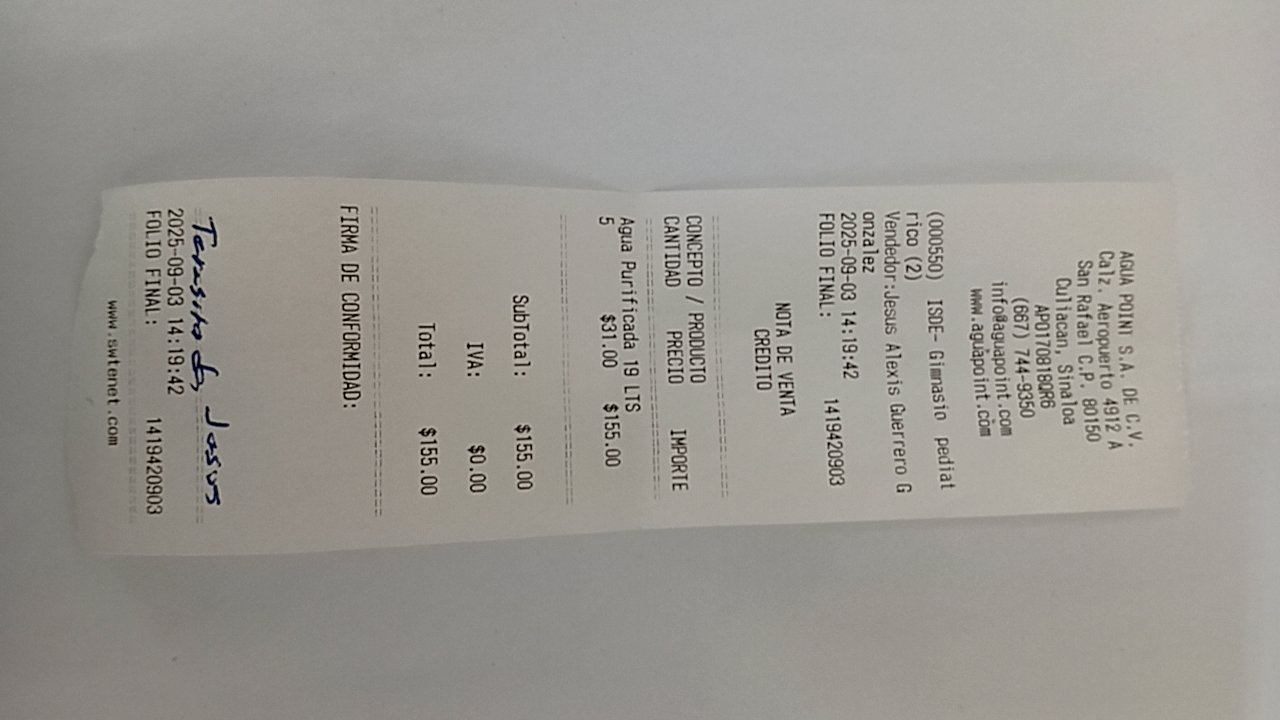 AGUA POINT S.A. DE C.V.
Calz. Aeropuerto 4912 A
San Rafael C.P. 80150
Culiacan, Sinaloa
APO170818QR6
(667) 744-9350
info@aguapoint.com
www.aguapoint.com
(000550) ISDE- Gimnasio pediat
rico (2)
Vendedor:Jesus Alexis Guerrero G
onzalez
2025-09-03 14:19:42
FOLIO FINAL: 1419420903
NOTA DE VENTA
CREDITO
CONCEPTO / PRODUCTO
CANTIDAD PRECIO IMPORTE
Agua Purificada 19 LTS
5 $31.00 $155.00
SubTotal: $155.00
IVA: $0.00
Total: $155.00
FIRMA DE CONFORMIDAD:
Teresita d Jesus
2025-09-03 14:19:42
FOLIO FINAL: 1419420903
www.swtenet.com